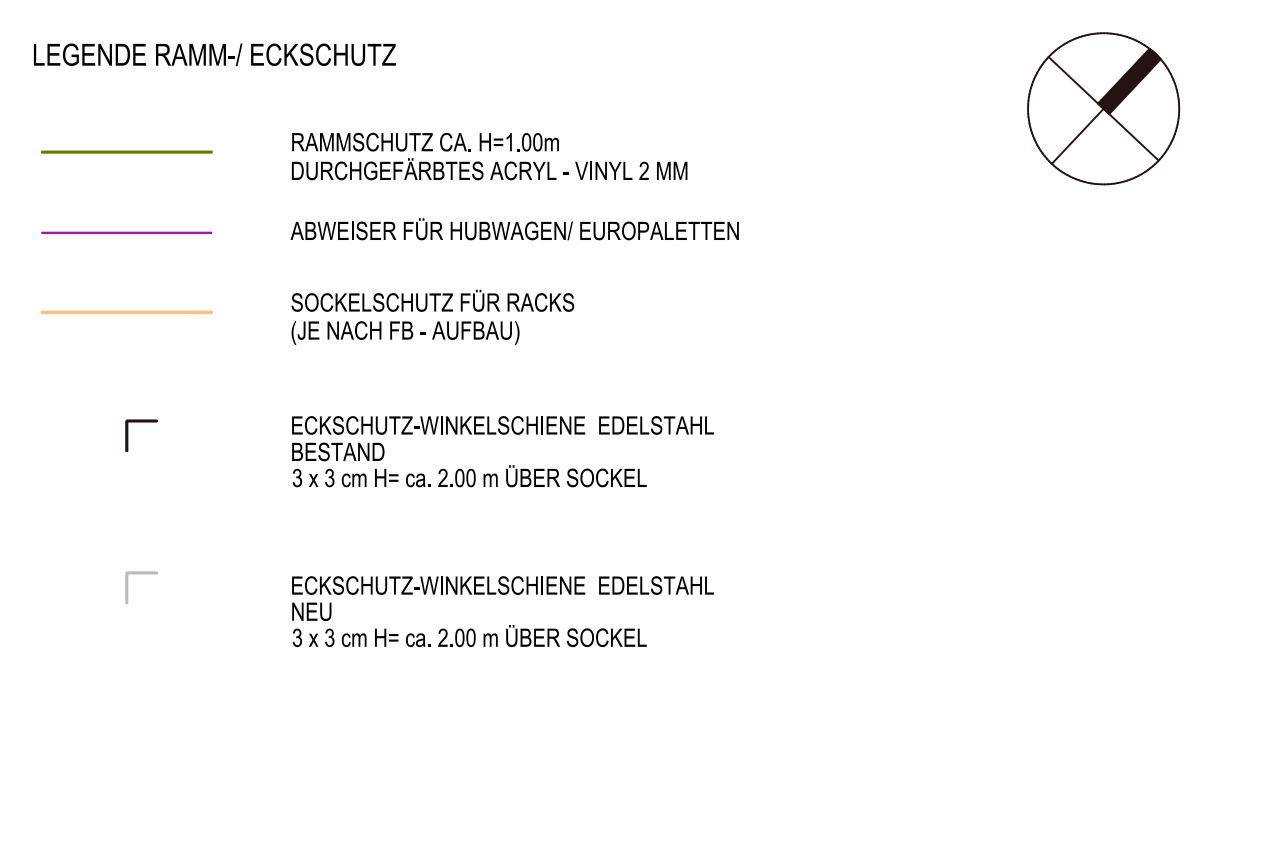 LEGENDE RAMM-/ ECKSCHUTZ
RAMMSCHUTZ CA. H=1.00m
DURCHGEFÄRBTES ACRYL - VINYL 2 MM
ABWEISER FÜR HUBWAGEN/ EUROPALETTEN
SOCKELSCHUTZ FÜR RACKS
(JE NACH FB - AUFBAU)
ECKSCHUTZ-WINKELSCHIENE  EDELSTAHL
BESTAND
3 x 3 cm H= ca. 2.00 m ÜBER SOCKEL
ECKSCHUTZ-WINKELSCHIENE  EDELSTAHL
NEU
3 x 3 cm H= ca. 2.00 m ÜBER SOCKEL